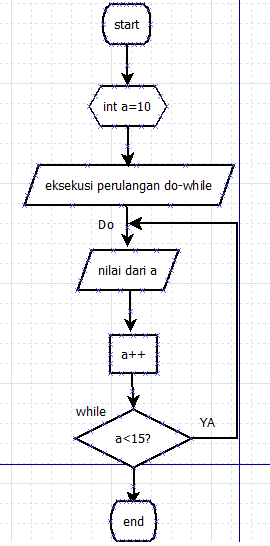 start
int a=10
eksekusi perulangan do-while
Do
nilai dari a
a++
while
a<15?
YA
end